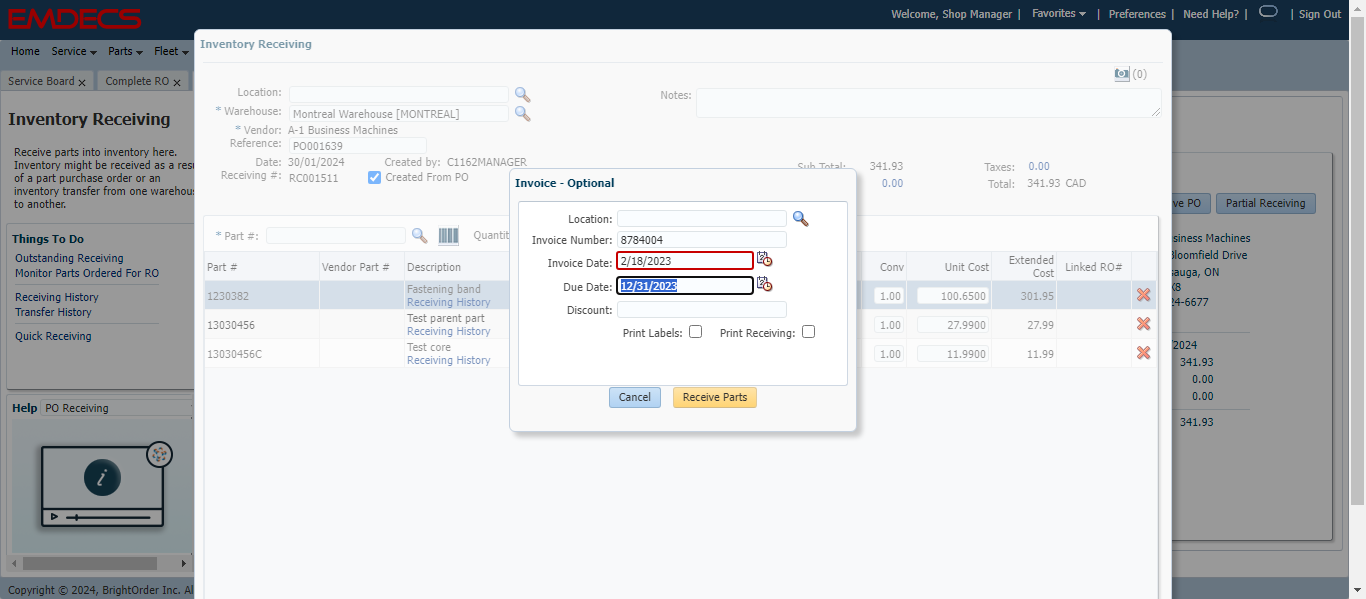 EMDECS
Welcome, Shop Manager | Favorites | Preferences | Need Help? | | Sign Out
Home Service Parts Fleet
Service Board x Complete RO x
Inventory Receiving
Receive parts into inventory here.
Inventory might be received as a resu
of a part purchase order or an
inventory transfer from one warehous
to another.
Things To Do
Outstanding Receiving
Monitor Parts Ordered For RO
Receiving History
Transfer History
Quick Receiving
Help PO Receiving
Copyright © 2024, BrightOrder Inc. Al
Inventory Receiving
(0)
Location:
* Warehouse: Montreal Warehouse [MONTREAL]
* Vendor: A-1 Business Machines
Reference: PO001639
Date: 30/01/2024 Created by: C1162MANAGER
Receiving #: RC001511 Created From PO
Notes:
Sub Total: 341.93 Taxes: 0.00
0.00 Total: 341.93 CAD
* Part #: Quantit
Part # Vendor Part # Description Conv Unit Cost Extended Cost Linked RO#
1230382 Fastening band 1.00 100.6500 301.95
Receiving History
13030456 Test parent part 1.00 27.9900 27.99
Receiving History
13030456C Test core 1.00 11.9900 11.99
Receiving History
Invoice - Optional
Location:
Invoice Number: 8784004
Invoice Date: 2/18/2023
Due Date: 12/31/2023
Discount:
Print Labels: Print Receiving:
Cancel Receive Parts
ve PO Partial Receiving
siness Machines
loomfield Drive
sauga, ON
X8
24-6677
/2024
341.93
0.00
0.00
341.93